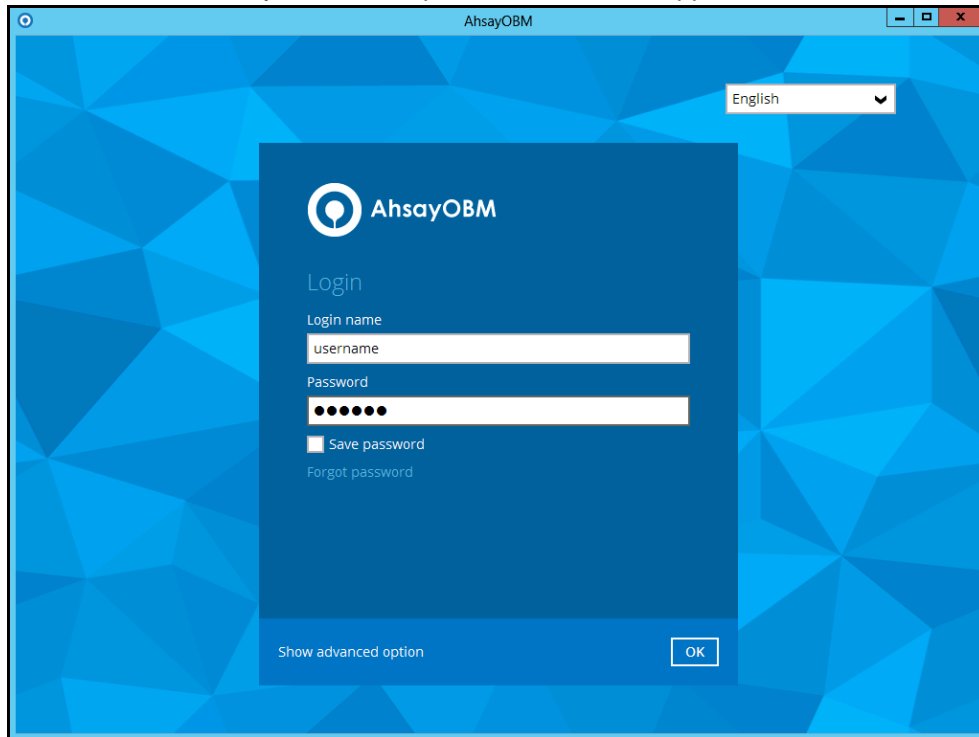 AhsayOBM
English
AhsayOBM
Login
Login name
username
Password
Save password
Forgot password
Show advanced option
OK